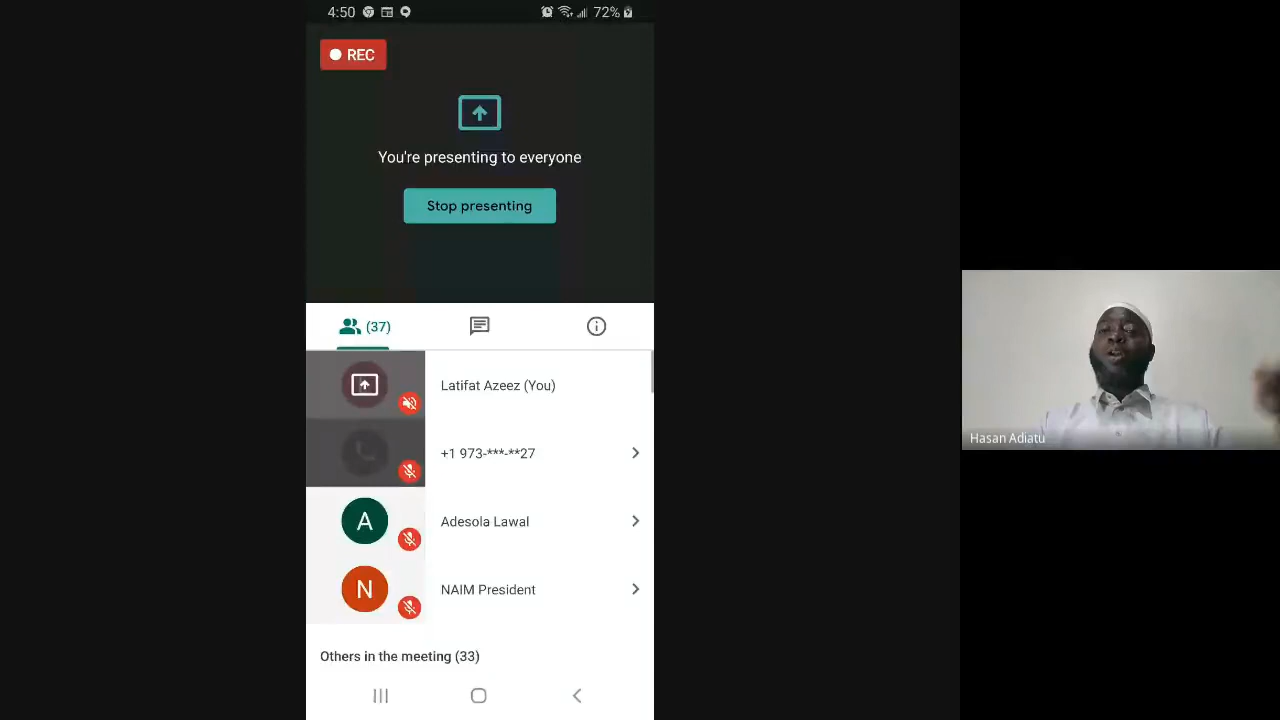 4:50
72%
REC
You're presenting to everyone
Stop presenting
(37)
Latifat Azeez (You)
+1 973-***-**27
A
Adesola Lawal
N
NAIM President
Others in the meeting (33)
Hasan Adiatu